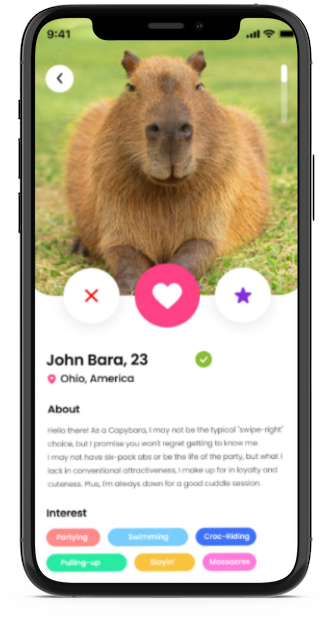 9:41
John Bara, 23
Ohio, America
About
Hello there! As a Capybara, I may not be the typical "swipe-right"
choice, but I promise you won't regret getting to know me.
I may not have six-pack abs or be the life of the party, but what I
lack in conventional attractiveness, I make up for in loyalty and
cuteness. Plus, I'm always down for a good cuddle session.
Interest
Partying Swimming Croc-Riding
Pulling-up Slayin' Massacres